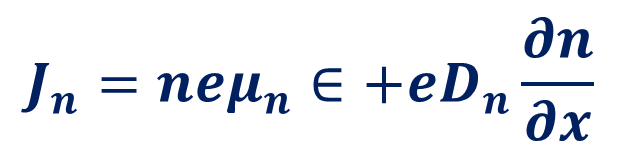 Jₙ = neμₙ ∈ +eDₙ ∂n/∂x